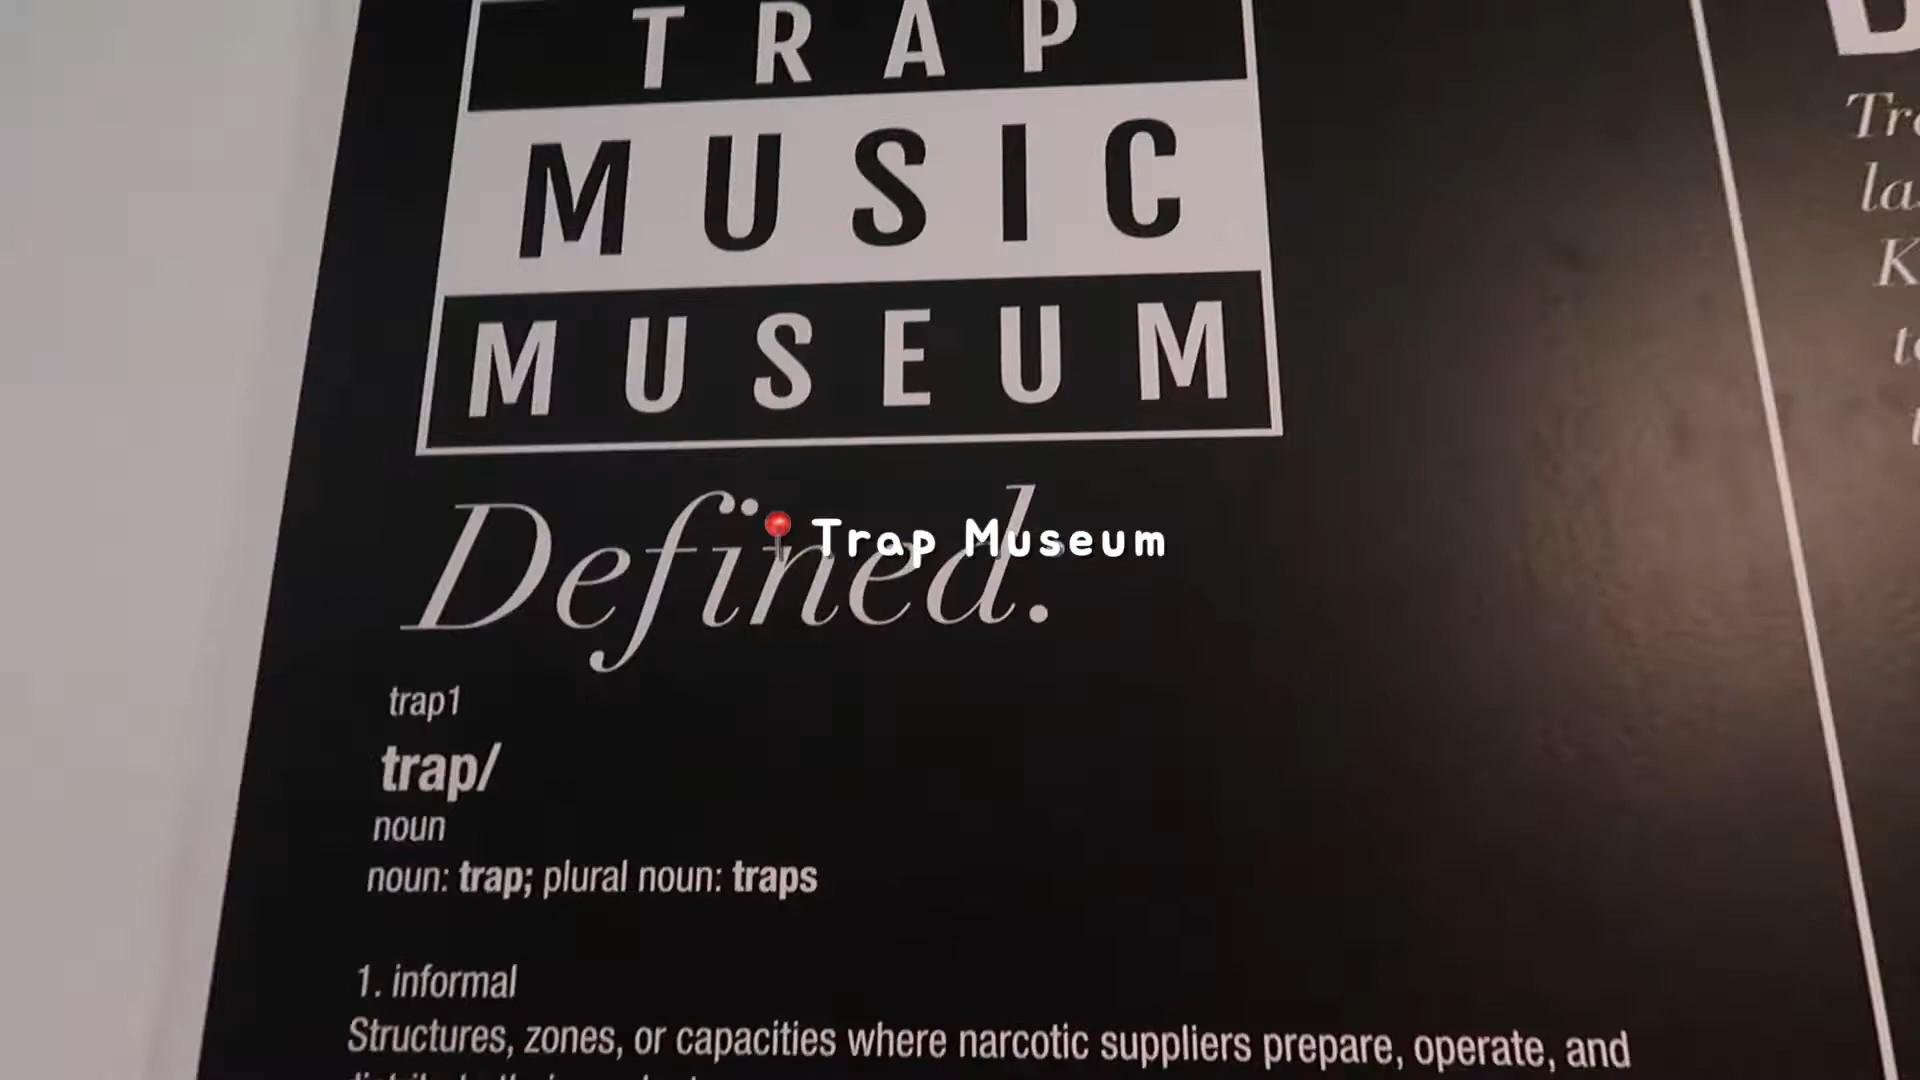 TRAP
MUSIC
MUSEUM
Defined.
📍 Trap Museum
trap1
trap/
noun
noun: trap; plural noun: traps
1. informal
Structures, zones, or capacities where narcotic suppliers prepare, operate, and